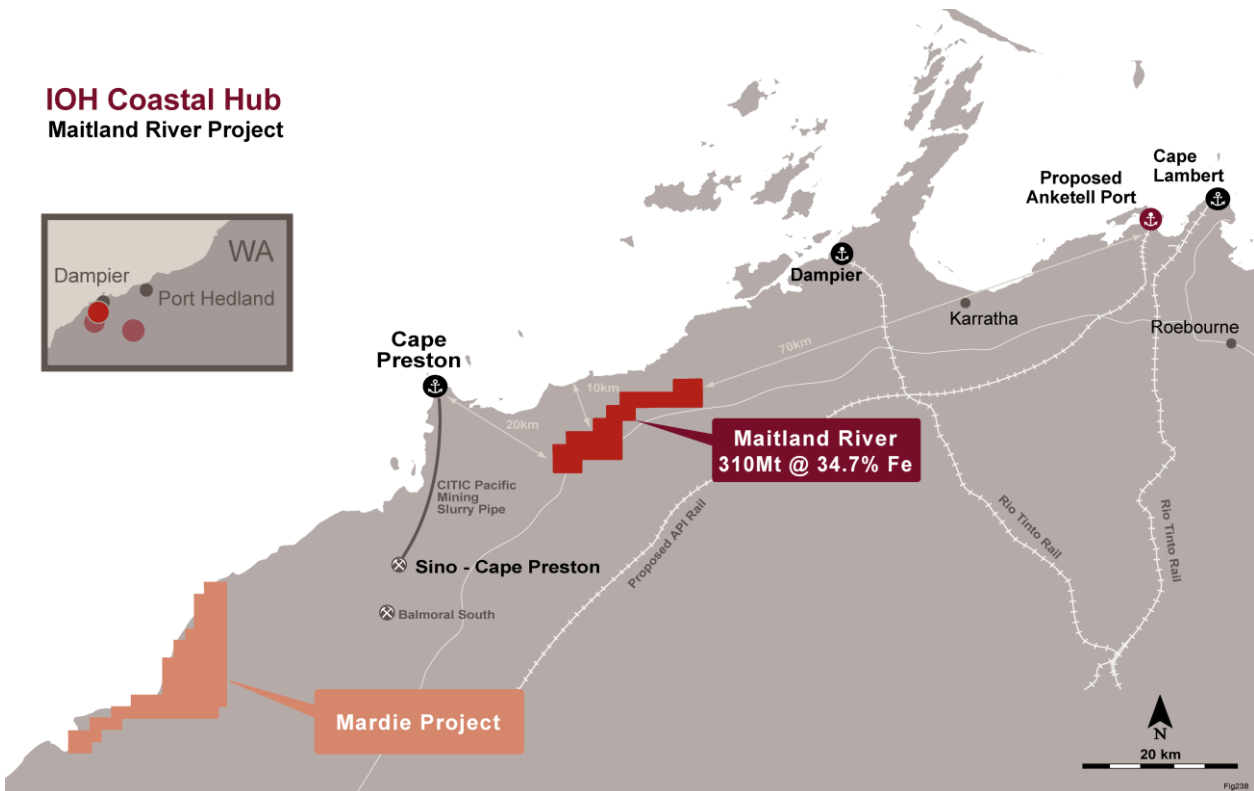 IOH Coastal Hub
Maitland River Project
WA
Dampier
Port Hedland
Cape
Lambert
Proposed
Anketell Port
Dampier
Karratha
Roebourne
70km
Cape
Preston
10km
20km
Maitland River
310Mt @ 34.7% Fe
CITIC Pacific
Mining
Slurry Pipe
Proposed API Rail
Rio Tinto Rail
Rio Tinto Rail
Sino - Cape Preston
Balmoral South
Mardie Project
N
20 km
Fig238